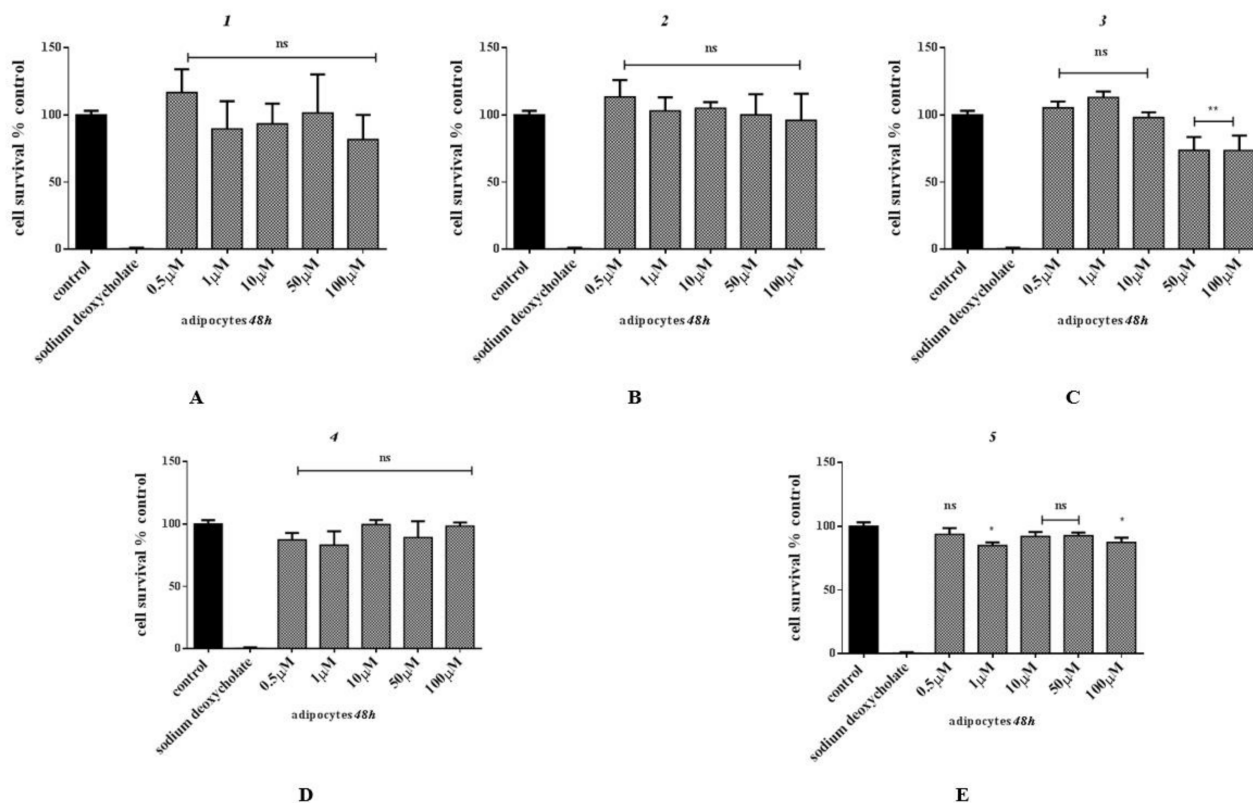 1
ns
150
100
50
0
cell survival % control
control
sodium deoxycholate
0.5µM
1µM
10µM
50µM
100µM
adipocytes 48h
A
2
ns
150
100
50
0
cell survival % control
control
sodium deoxycholate
0.5µM
1µM
10µM
50µM
100µM
adipocytes 48h
B
3
ns
**
150
100
50
0
cell survival % control
control
sodium deoxycholate
0.5µM
1µM
10µM
50µM
100µM
adipocytes 48h
C
4
ns
150
100
50
0
cell survival % control
control
sodium deoxycholate
0.5µM
1µM
10µM
50µM
100µM
adipocytes 48h
D
5
ns
*
ns
*
150
100
50
0
cell survival % control
control
sodium deoxycholate
0.5µM
1µM
10µM
50µM
100µM
adipocytes 48h
E